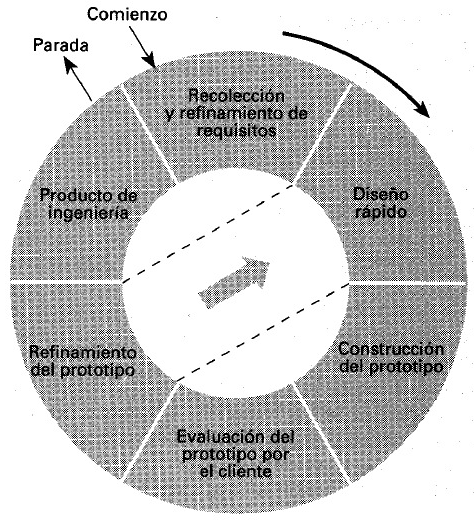 Comienzo
Parada
Recolección
y refinamiento de
requisitos
Diseño
rápido
Construcción
del prototipo
Evaluación del
prototipo por
el cliente
Refinamiento
del prototipo
Producto de
ingeniería